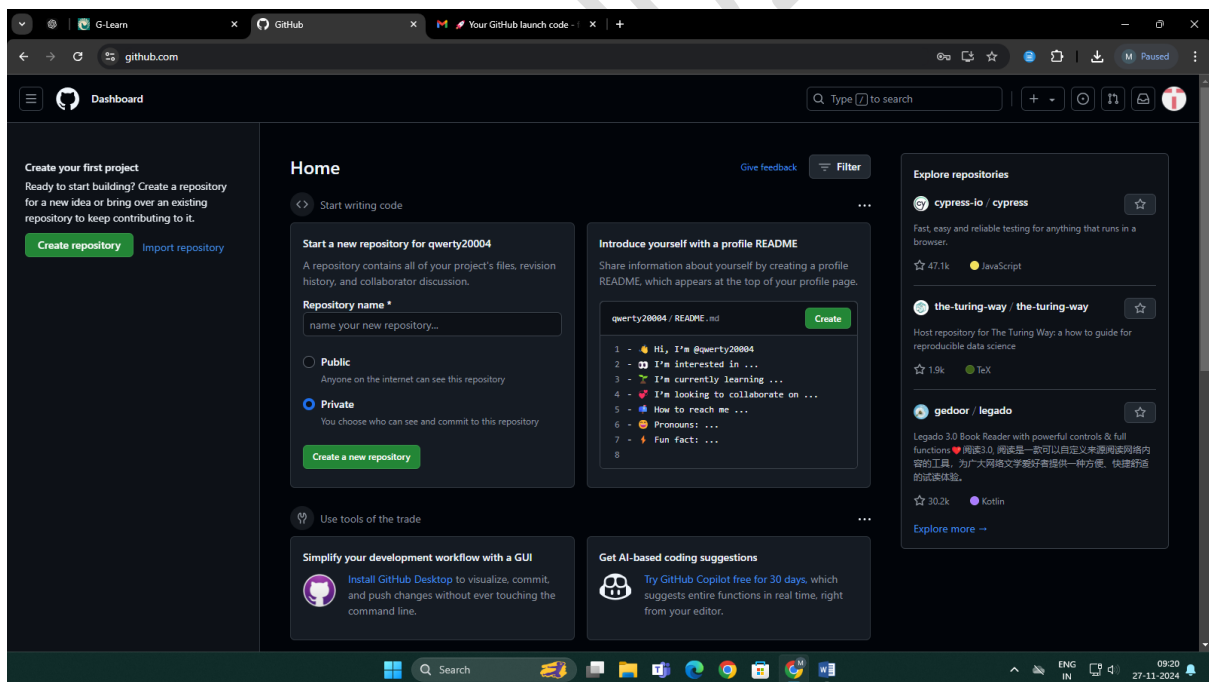 G-Learn
GitHub
Your GitHub launch code -
github.com
M Paused
Dashboard
Type / to search
Create your first project
Ready to start building? Create a repository
for a new idea or bring over an existing
repository to keep contributing to it.
Create repository
Import repository
Home
Give feedback
Filter
Start writing code
Start a new repository for qwerty20004
A repository contains all of your project's files, revision
history, and collaborator discussion.
Repository name *
name your new repository...
Public
Anyone on the internet can see this repository
Private
You choose who can see and commit to this repository
Create a new repository
Introduce yourself with a profile README
Share information about yourself by creating a profile
README, which appears at the top of your profile page.
qwerty20004 / README.md
Create
1 - 👋 Hi, I'm @qwerty20004
2 - 👀 I'm interested in ...
3 - 🌱 I'm currently learning ...
4 - 💞️ I'm looking to collaborate on ...
5 - 📫 How to reach me ...
6 - 😄 Pronouns: ...
7 - ⚡ Fun fact: ...
8
Use tools of the trade
Simplify your development workflow with a GUI
Install GitHub Desktop to visualize, commit,
and push changes without ever touching the
command line.
Get AI-based coding suggestions
Try GitHub Copilot free for 30 days, which
suggests entire functions in real time, right
from your editor.
Explore repositories
cypress-io / cypress
Fast, easy and reliable testing for anything that runs in a
browser.
47.1k
JavaScript
the-turing-way / the-turing-way
Host repository for The Turing Way: a how to guide for
reproducible data science
1.9k
TeX
gedoor / legado
Legado 3.0 Book Reader with powerful controls & full
functions❤️阅读3.0, 阅读是一款可以自定义来源阅读网络内
容的工具，为广大网络文学爱好者提供一种方便、快捷舒适
的试读体验。
30.2k
Kotlin
Explore more →
Search
ENG
IN
09:20
27-11-2024